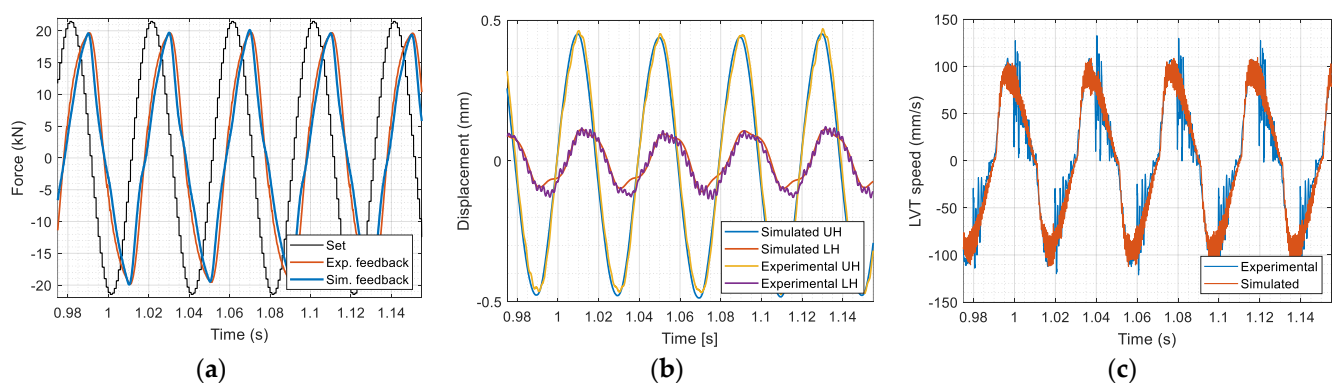 20
15
10
5
0
-5
-10
-15
-20
Force (kN)
Set
Exp. feedback
Sim. feedback
0.98 1 1.02 1.04 1.06 1.08 1.1 1.12 1.14
Time (s)
(a)
0.5
0
-0.5
Displacement (mm)
Simulated UH
Simulated LH
Experimental UH
Experimental LH
0.98 1 1.02 1.04 1.06 1.08 1.1 1.12 1.14
Time [s]
(b)
150
100
50
0
-50
-100
-150
LVT speed (mm/s)
Experimental
Simulated
0.98 1 1.02 1.04 1.06 1.08 1.1 1.12 1.14
Time (s)
(c)